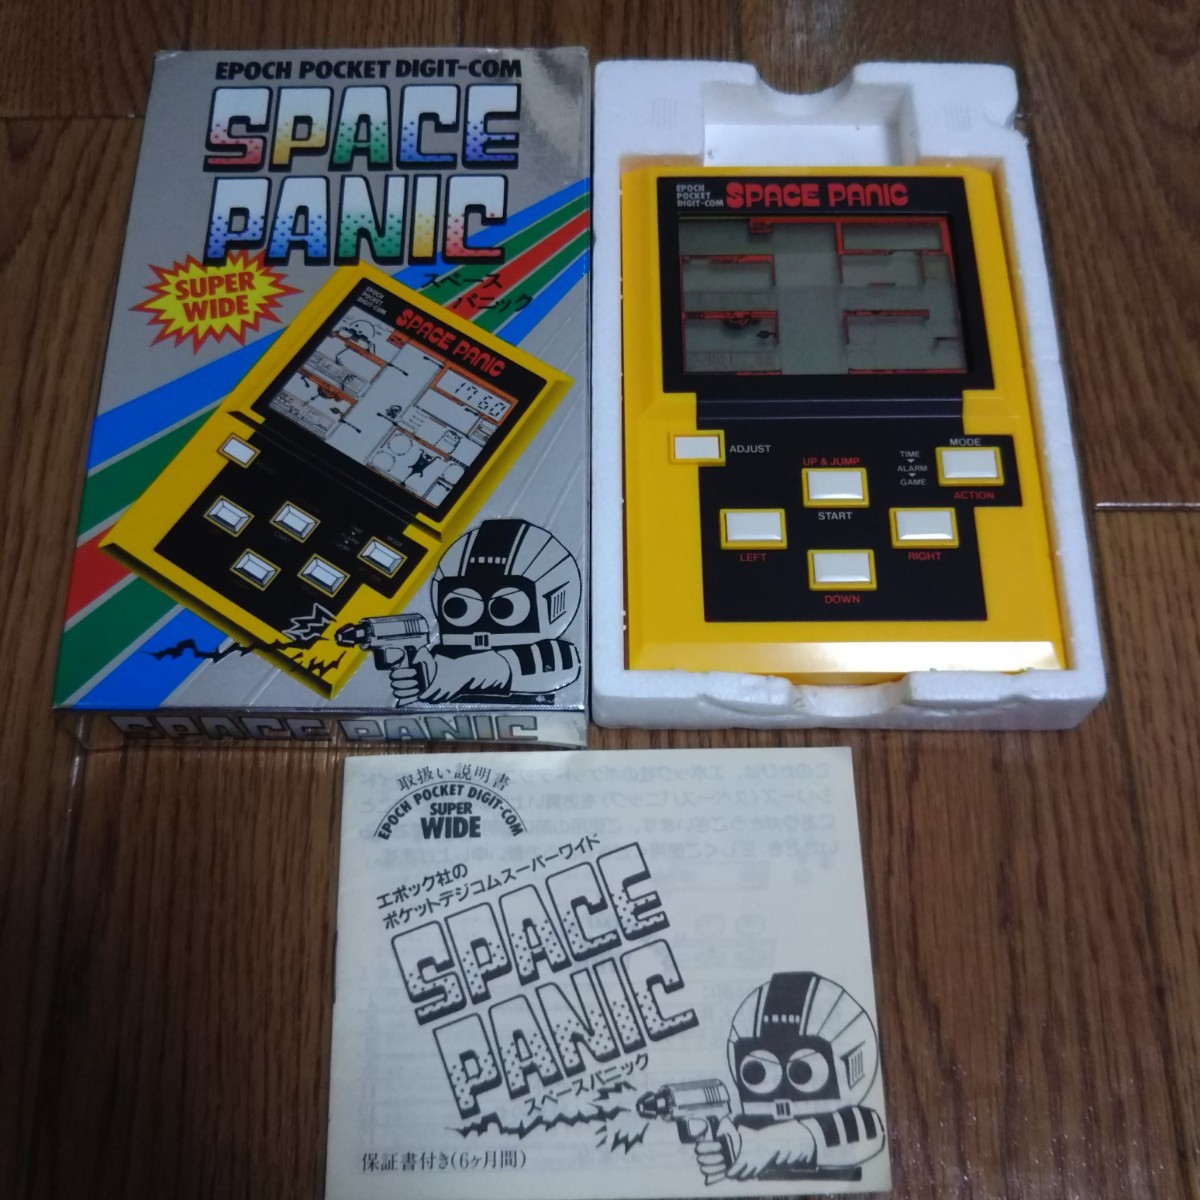 EPOCH POCKET DIGIT-COM
SPACE
PANIC
スペース
パニック
SUPER
WIDE
EPOCH
POCKET
DIGIT-COM
SPACE PANIC
1760
SPACE PANIC
EPOCH
POCKET
DIGIT-COM
SPACE PANIC
ADJUST
UP & JUMP
START
TIME
ALARM
GAME
MODE
ACTION
LEFT
RIGHT
DOWN
取扱い説明書
EPOCH POCKET DIGIT-COM
SUPER
WIDE
エポック社の
ポケットデジコムスーパーワイド
SPACE
PANIC
スペースパニック
保証書付き(6ヶ月間)